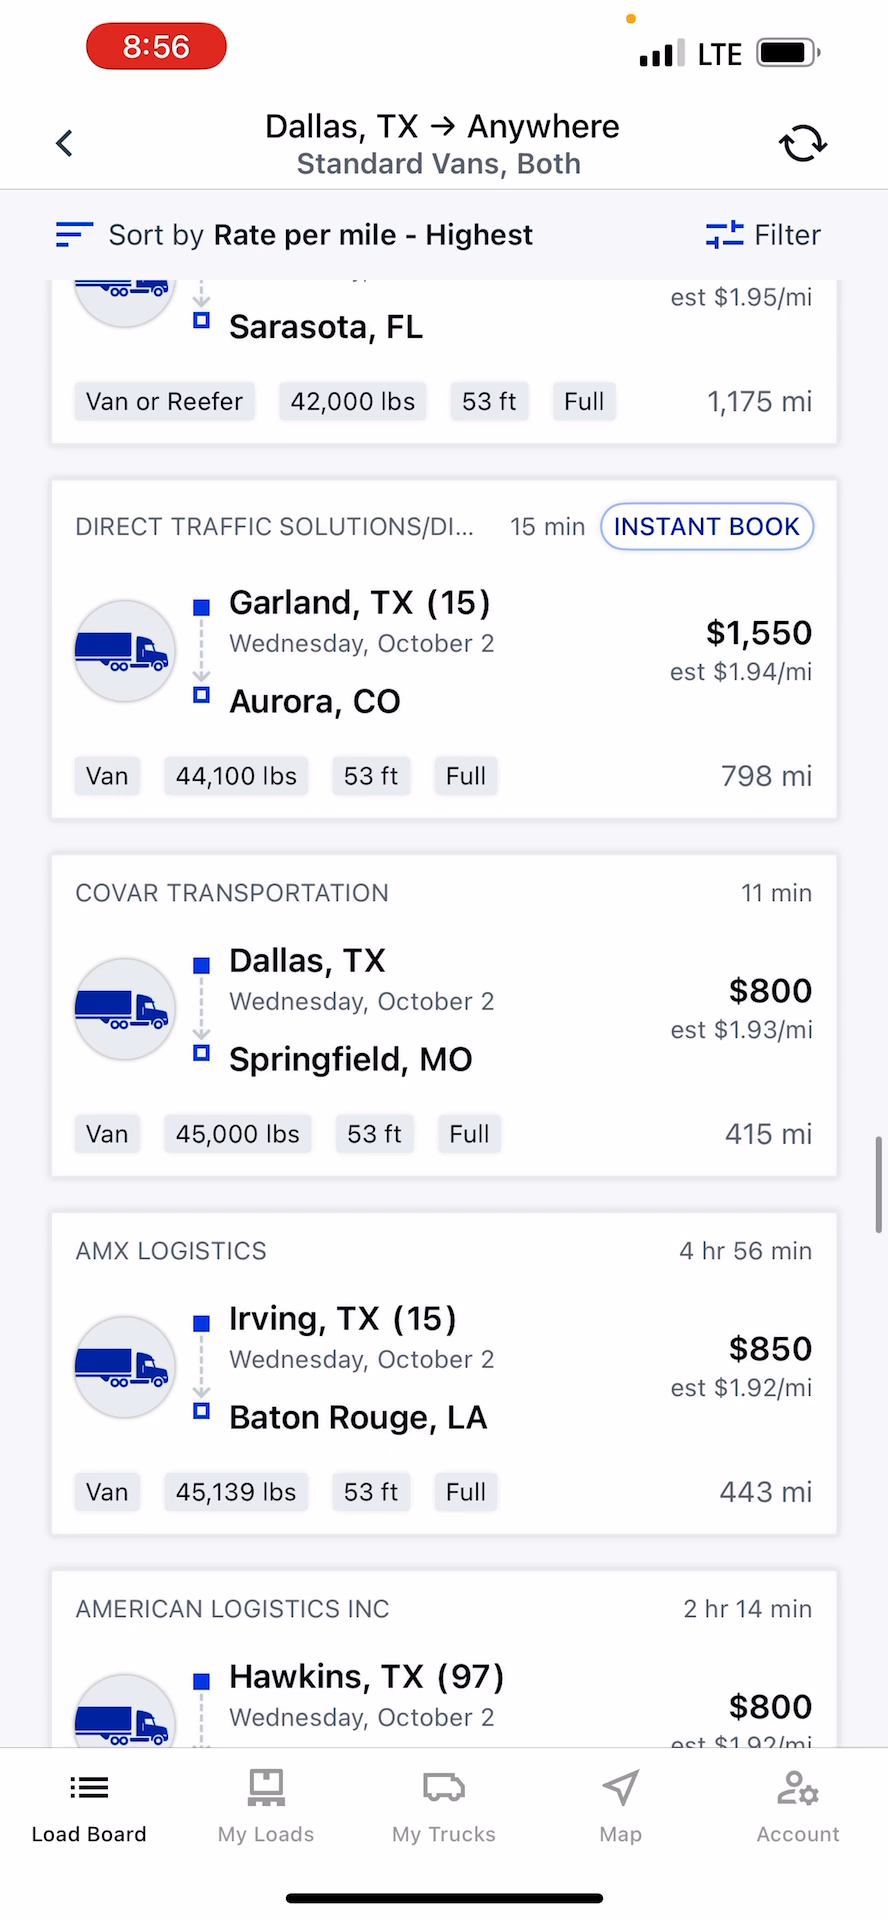 8:56
LTE
Dallas, TX → Anywhere
Standard Vans, Both
Sort by Rate per mile - Highest
Filter
est $1.95/mi
Sarasota, FL
Van or Reefer 42,000 lbs 53 ft Full 1,175 mi
DIRECT TRAFFIC SOLUTIONS/DI... 15 min INSTANT BOOK
Garland, TX (15)
Wednesday, October 2
$1,550
est $1.94/mi
Aurora, CO
Van 44,100 lbs 53 ft Full 798 mi
COVAR TRANSPORTATION 11 min
Dallas, TX
Wednesday, October 2
$800
est $1.93/mi
Springfield, MO
Van 45,000 lbs 53 ft Full 415 mi
AMX LOGISTICS 4 hr 56 min
Irving, TX (15)
Wednesday, October 2
$850
est $1.92/mi
Baton Rouge, LA
Van 45,139 lbs 53 ft Full 443 mi
AMERICAN LOGISTICS INC 2 hr 14 min
Hawkins, TX (97)
Wednesday, October 2
$800
est $1.92/mi
Load Board My Loads My Trucks Map Account